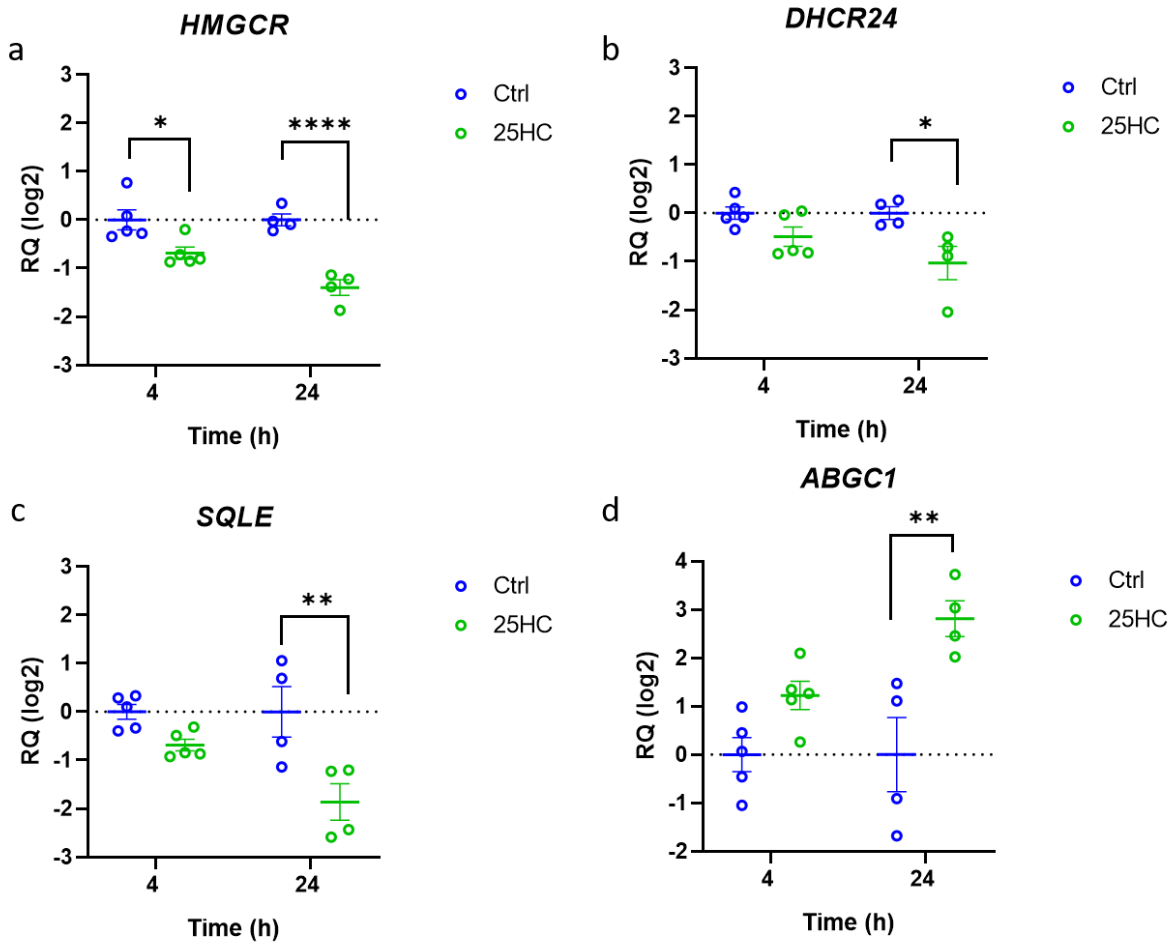 HMGCR
a
3
2
1
0
-1
-2
-3
RQ (log2)
*
****
4
24
Time (h)
Ctrl
25HC
DHCR24
b
3
2
1
0
-1
-2
-3
RQ (log2)
*
4
24
Time (h)
Ctrl
25HC
SQLE
c
3
2
1
0
-1
-2
-3
RQ (log2)
**
4
24
Time (h)
Ctrl
25HC
ABGC1
d
4
3
2
1
0
-1
-2
RQ (log2)
**
4
24
Time (h)
Ctrl
25HC